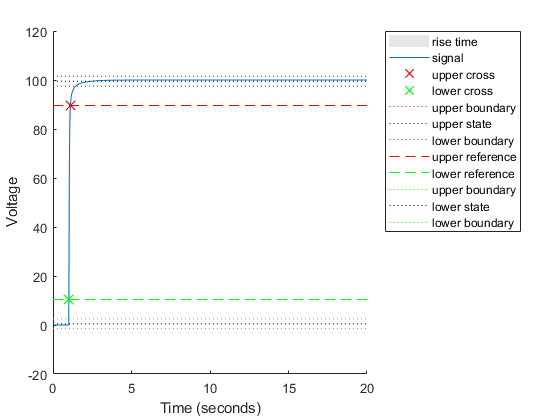 120
100
80
60
40
20
0
-20
Voltage
0 5 10 15 20
Time (seconds)
rise time
signal
upper cross
lower cross
upper boundary
upper state
lower boundary
upper reference
lower reference
upper boundary
lower state
lower boundary